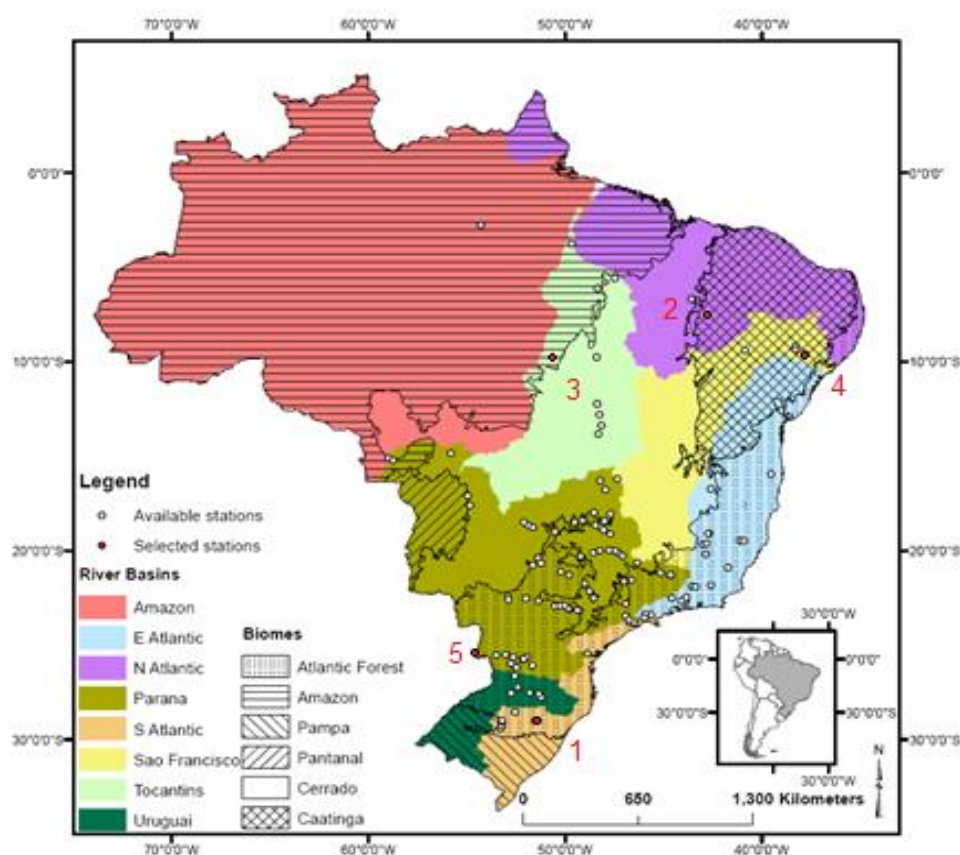 70°0'0"W 60°0'0"W 50°0'0"W 40°0'0"W
0°0'0"S 0°0'0"S
2
10°0'0"S 10°0'0"S
3 4
Legend
Available stations
Selected stations
20°0'0"S 20°0'0"S
River Basins
Amazon
E Atlantic
N Atlantic
Parana
S Atlantic
Sao Francisco
Tocantins
Uruguai
Biomes
Atlantic Forest
Amazon
Pampa
Pantanal
Cerrado
Caatinga
5
1
30°0'0"S 30°0'0"S
30°0'0"W
0°0'0"S 0°0'0"S
30°0'0"S 30°0'0"S
30°0'0"W
N
0 650 1,300 Kilometers
70°0'0"W 60°0'0"W 50°0'0"W 40°0'0"W